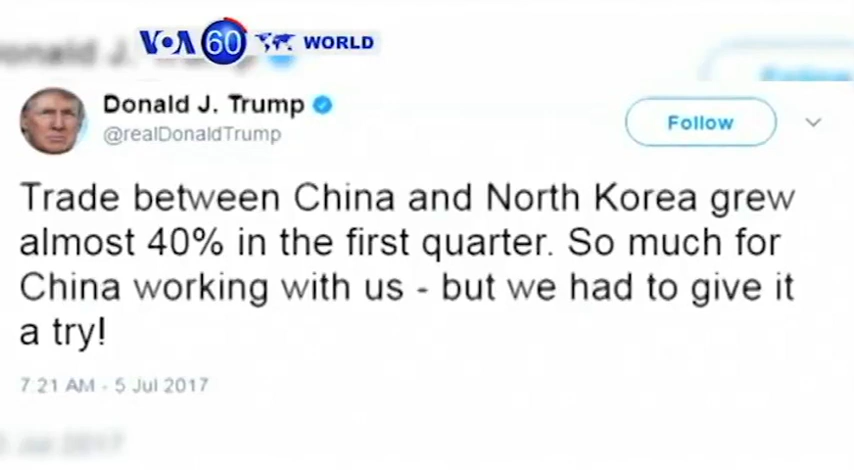 VOA 60 WORLD
Donald J. Trump
@realDonaldTrump
Follow
Trade between China and North Korea grew
almost 40% in the first quarter. So much for
China working with us - but we had to give it
a try!
7:21 AM - 5 Jul 2017